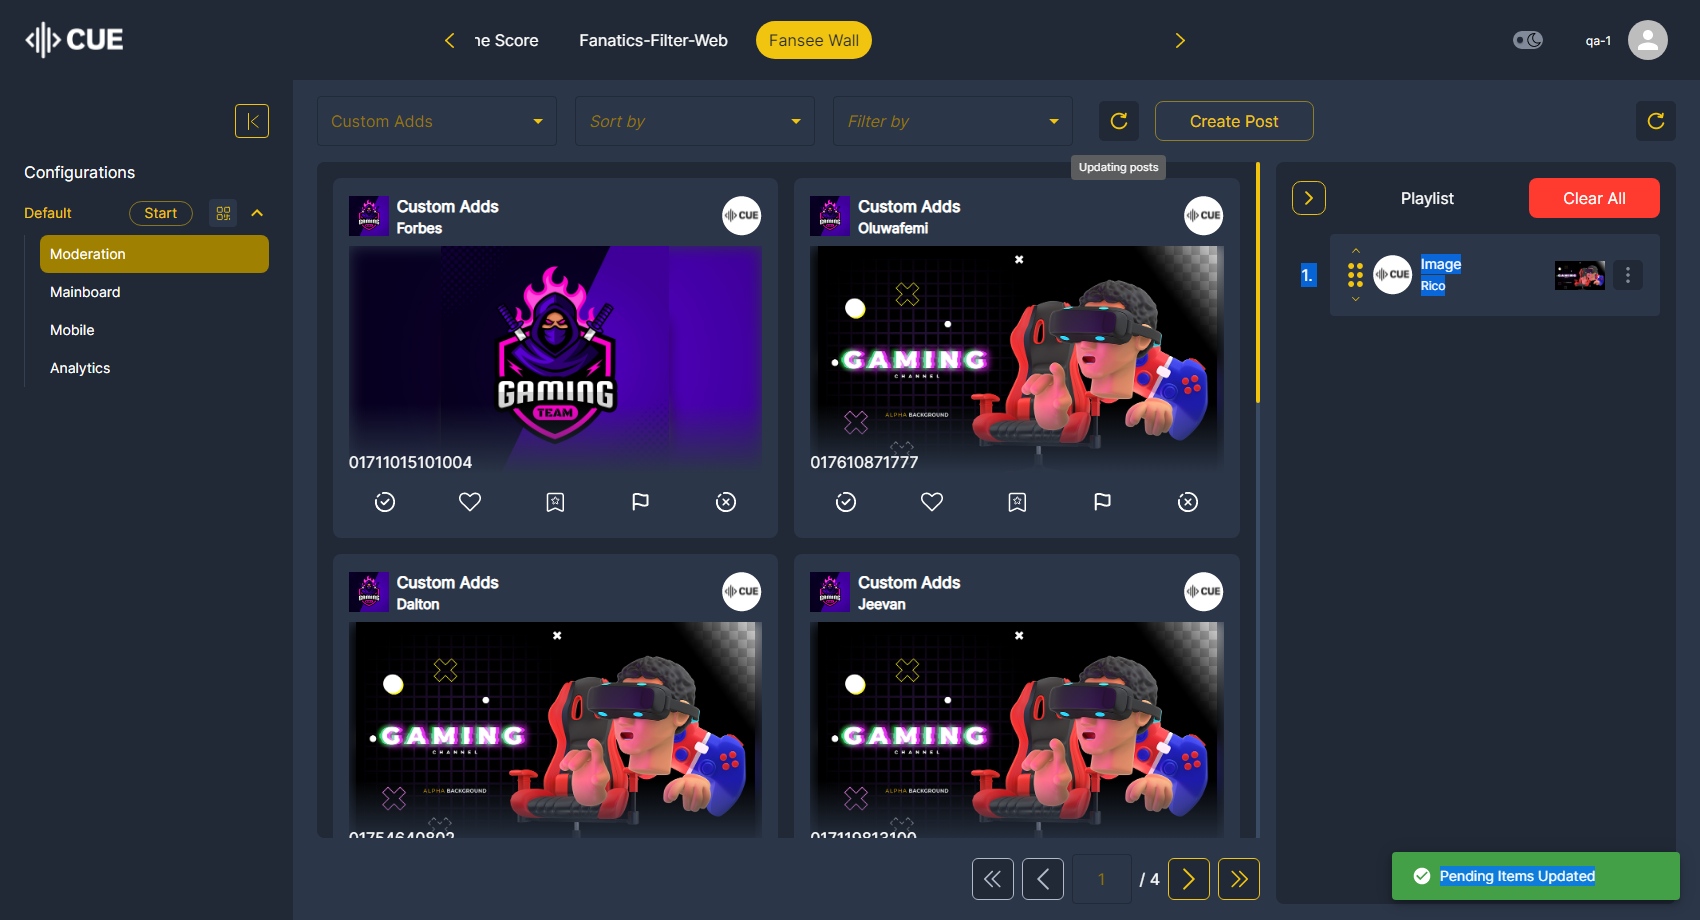 CUE
ne Score
Fanatics-Filter-Web
Fansee Wall
qa-1
Configurations
Default
Start
Moderation
Mainboard
Mobile
Analytics
Custom Adds
Sort by
Filter by
Create Post
Updating posts
Custom Adds
Forbes
CUE
GAMING
TEAM
01711015101004
Custom Adds
Oluwafemi
CUE
GAMING
CHANNEL
ALPHA BACKGROUND
017610871777
Custom Adds
Dalton
CUE
GAMING
CHANNEL
ALPHA BACKGROUND
01754640802
Custom Adds
Jeevan
CUE
GAMING
CHANNEL
ALPHA BACKGROUND
017119813100
1 / 4
Playlist
Clear All
1.
CUE
Image
Rico
Pending Items Updated